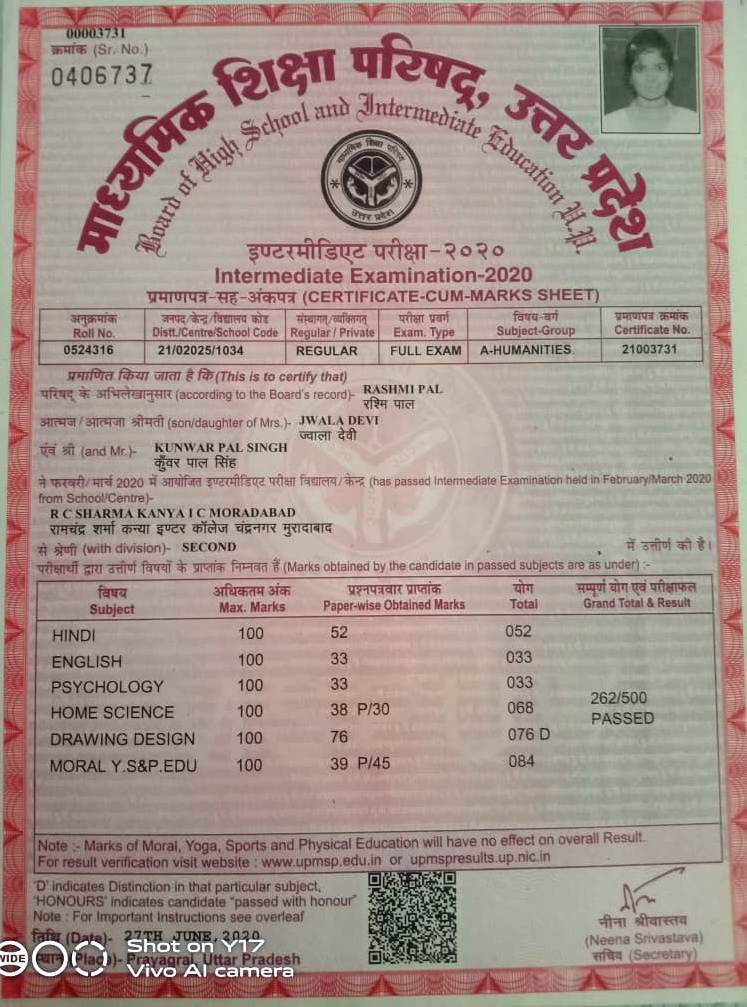 00003731
क्रमांक (Sr. No.)
0406737
माध्यमिक शिक्षा परिषद्, उत्तर प्रदेश
Board of High School and Intermediate Education U.P.
माध्यमिक शिक्षा परिषद
उत्तर प्रदेश
इण्टरमीडिएट परीक्षा-२०२०
Intermediate Examination-2020
प्रमाणपत्र-सह-अंकपत्र (CERTIFICATE-CUM-MARKS SHEET)
अनुक्रमांक जनपद/केन्द्र/विद्यालय कोड संस्थागत/व्यक्तिगत परीक्षा प्रवर्ग विषय-वर्ग प्रमाणपत्र क्रमांक
Roll No. Distt./Centre/School Code Regular / Private Exam. Type Subject-Group Certificate No.
0524316 21/02025/1034 REGULAR FULL EXAM A-HUMANITIES 21003731
प्रमाणित किया जाता है कि (This is to certify that)
परिषद् के अभिलेखानुसार (according to the Board's record)- RASHMI PAL
रश्मि पाल
आत्मज/आत्मजा श्रीमती (son/daughter of Mrs.)- JWALA DEVI
ज्वाला देवी
एवं श्री (and Mr.)- KUNWAR PAL SINGH
कुँवर पाल सिंह
ने फरवरी/मार्च 2020 में आयोजित इण्टरमीडिएट परीक्षा विद्यालय/केन्द्र (has passed Intermediate Examination held in February/March 2020
from School/Centre)-
R C SHARMA KANYA I C MORADABAD
रामचंद्र शर्मा कन्या इण्टर कॉलेज चंद्रनगर मुरादाबाद
से श्रेणी (with division)- SECOND में उत्तीर्ण की है।
परीक्षार्थी द्वारा उत्तीर्ण विषयों के प्राप्तांक निम्नवत हैं (Marks obtained by the candidate in passed subjects are as under) :-
विषय अधिकतम अंक प्रश्नपत्रवार प्राप्तांक योग सम्पूर्ण योग एवं परीक्षाफल
Subject Max. Marks Paper-wise Obtained Marks Total Grand Total & Result
HINDI 100 52 052
ENGLISH 100 33 033
PSYCHOLOGY 100 33 033
262/500
HOME SCIENCE 100 38 P/30 068
PASSED
DRAWING DESIGN 100 76 076 D
MORAL Y.S&P.EDU 100 39 P/45 084
Note :- Marks of Moral, Yoga, Sports and Physical Education will have no effect on overall Result.
For result verification visit website : www.upmsp.edu.in or upmspresults.up.nic.in
'D' indicates Distinction in that particular subject,
'HONOURS' indicates candidate "passed with honour"
Note : For Important Instructions see overleaf
तिथि (Date)- 27TH JUNE,2020
स्थान (Place)- Prayagraj, Uttar Pradesh
नीना श्रीवास्तव
(Neena Srivastava)
सचिव (Secretary)
WIDE
Shot on Y17
Vivo AI camera